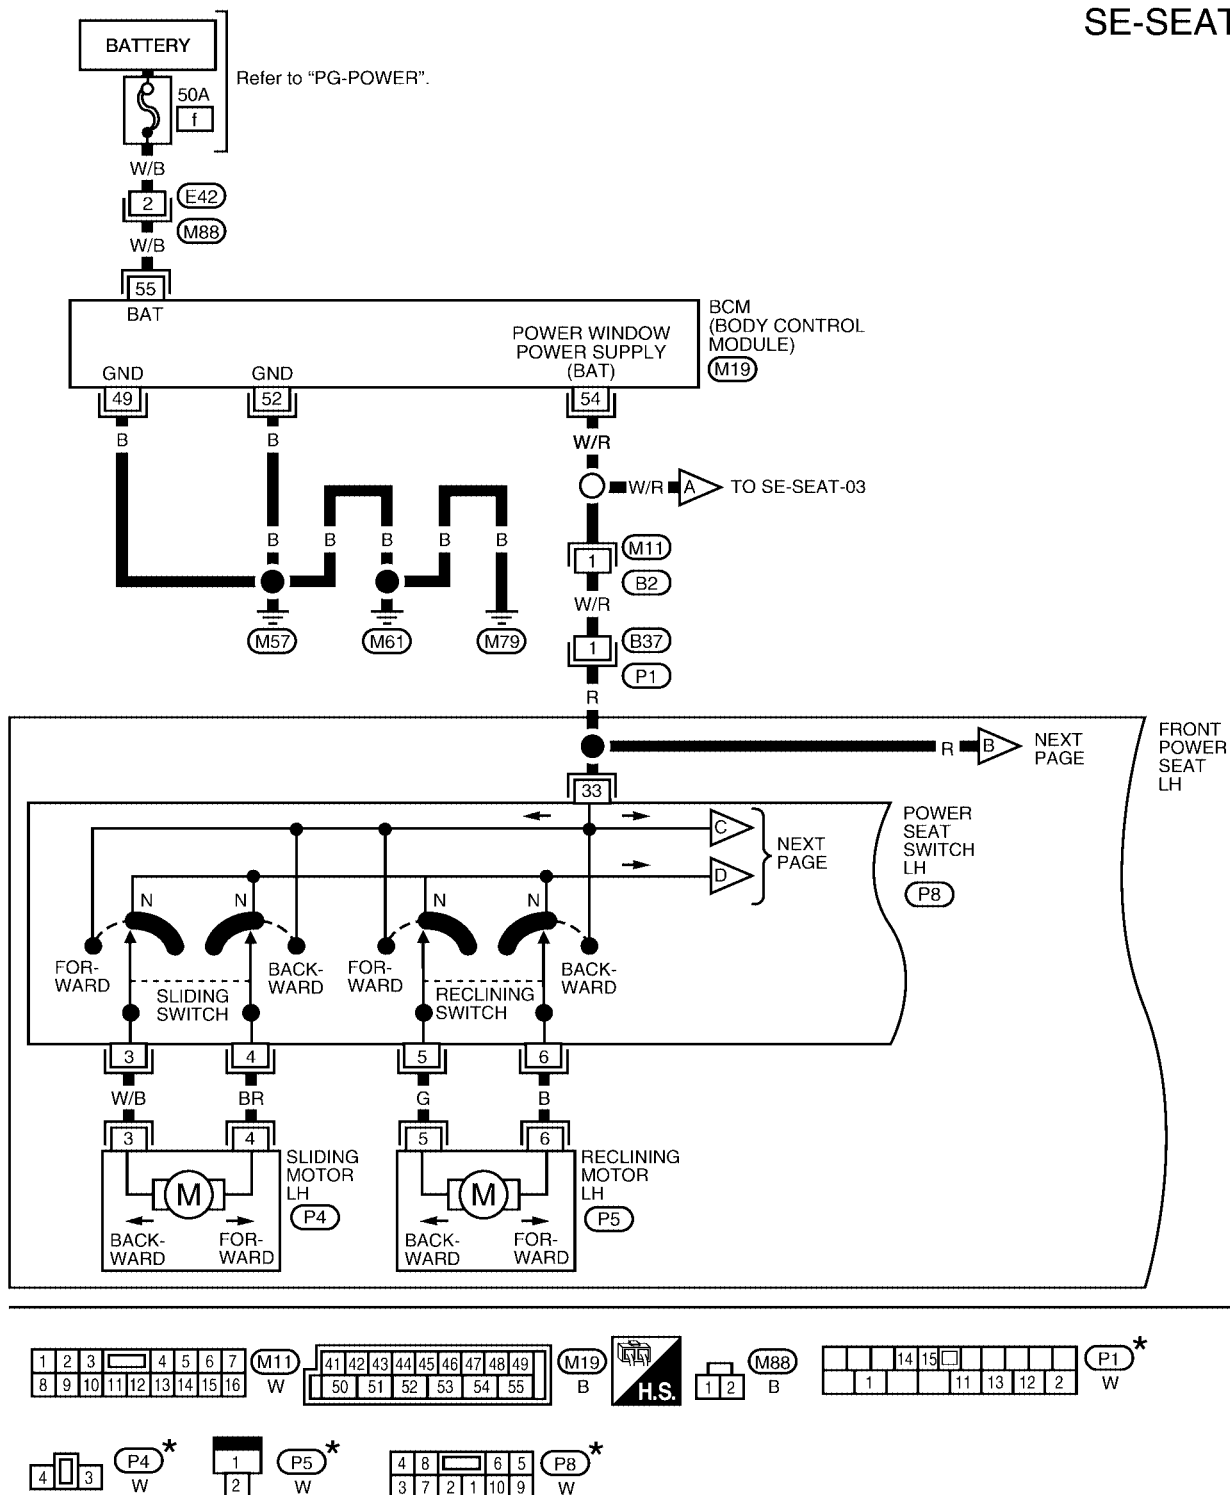 SE-SEAT
BATTERY
Refer to “PG-POWER”.
50A
f
W/B
2
E42
M88
W/B
55
BAT
BCM
(BODY CONTROL
MODULE)
M19
POWER WINDOW
POWER SUPPLY
(BAT)
GND
GND
49
52
54
B
B
W/R
W/R
A
TO SE-SEAT-03
B
B
B
B
B
1
M11
B2
W/R
M57
M61
M79
1
B37
P1
R
R
B
NEXT
PAGE
FRONT
POWER
SEAT
LH
33
C
D
NEXT
PAGE
POWER
SEAT
SWITCH
LH
P8
N
N
N
N
FOR-
WARD
BACK-
WARD
FOR-
WARD
BACK-
WARD
SLIDING
SWITCH
RECLINING
SWITCH
3
4
5
6
W/B
BR
G
B
3
4
5
6
SLIDING
MOTOR
LH
P4
RECLINING
MOTOR
LH
P5
M
M
BACK-
WARD
FOR-
WARD
BACK-
WARD
FOR-
WARD
1 2 3 4 5 6 7
8 9 10 11 12 13 14 15 16
M11
W
41 42 43 44 45 46 47 48 49
50 51 52 53 54 55
M19
B
H.S.
1 2
M88
B
14 15
1 11 13 12 2
P1 *
W
4 3
P4 *
W
1
2
P5 *
W
4 8 6 5
3 7 2 1 10 9
P8 *
W